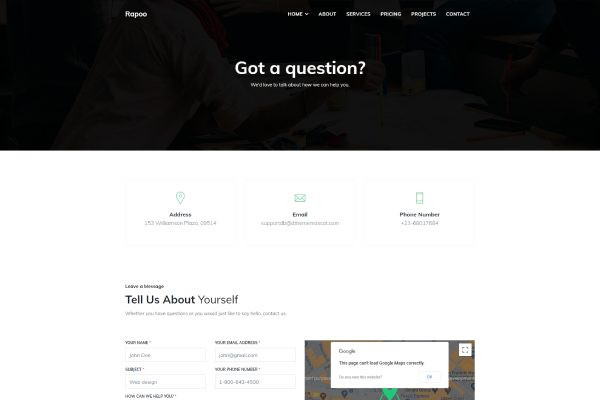 Rapoo
HOME ABOUT SERVICES PRICING PROJECTS CONTACT
Got a question?
We'd love to talk about how we can help you.
Address
153 Williamson Plaza, 09514
Email
Phone Number
+23-68017684
Leave a Message
Tell Us About Yourself
Whether you have questions or you would just like to say hello, contact us.
YOUR NAME *
John Doe
YOUR EMAIL ADDRESS *
john@gmail.com
SUBJECT *
Web design
YOUR PHONE NUMBER *
1-800-643-4500
HOW CAN WE HELP YOU? *
Google
This page can't load Google Maps correctly.
Do you own this website?
OK